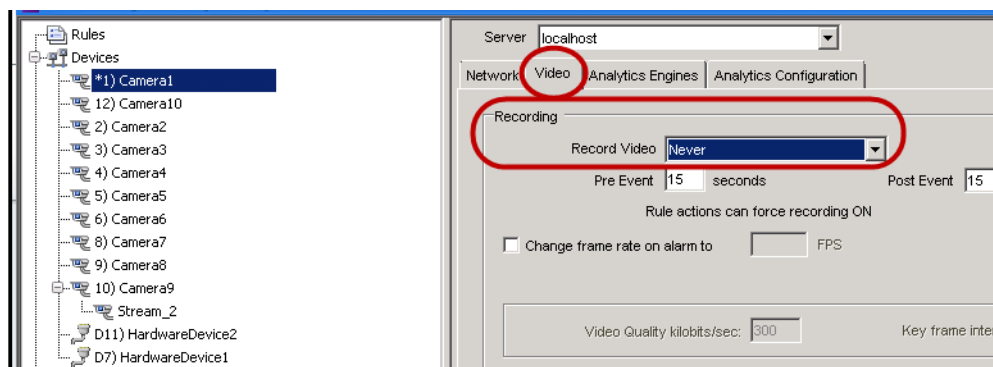 Rules
Devices
*1) Camera1
12) Camera10
2) Camera2
3) Camera3
4) Camera4
5) Camera5
6) Camera6
8) Camera7
9) Camera8
10) Camera9
Stream_2
D11) HardwareDevice2
D7) HardwareDevice1
Server localhost
Network Video Analytics Engines Analytics Configuration
Recording
Record Video Never
Pre Event 15 seconds Post Event 15
Rule actions can force recording ON
Change frame rate on alarm to FPS
Video Quality kilobits/sec: 300 Key frame inte